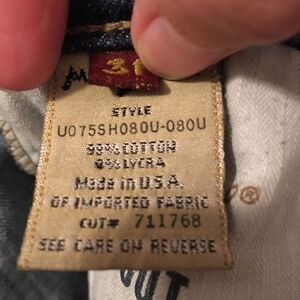 31
STYLE
U075SH080U-080U
98%COTTON
2%LYCRA
Made in U.S.A.
OF IMPORTED FABRIC
CUT# 711768
SEE CARE ON REVERSE